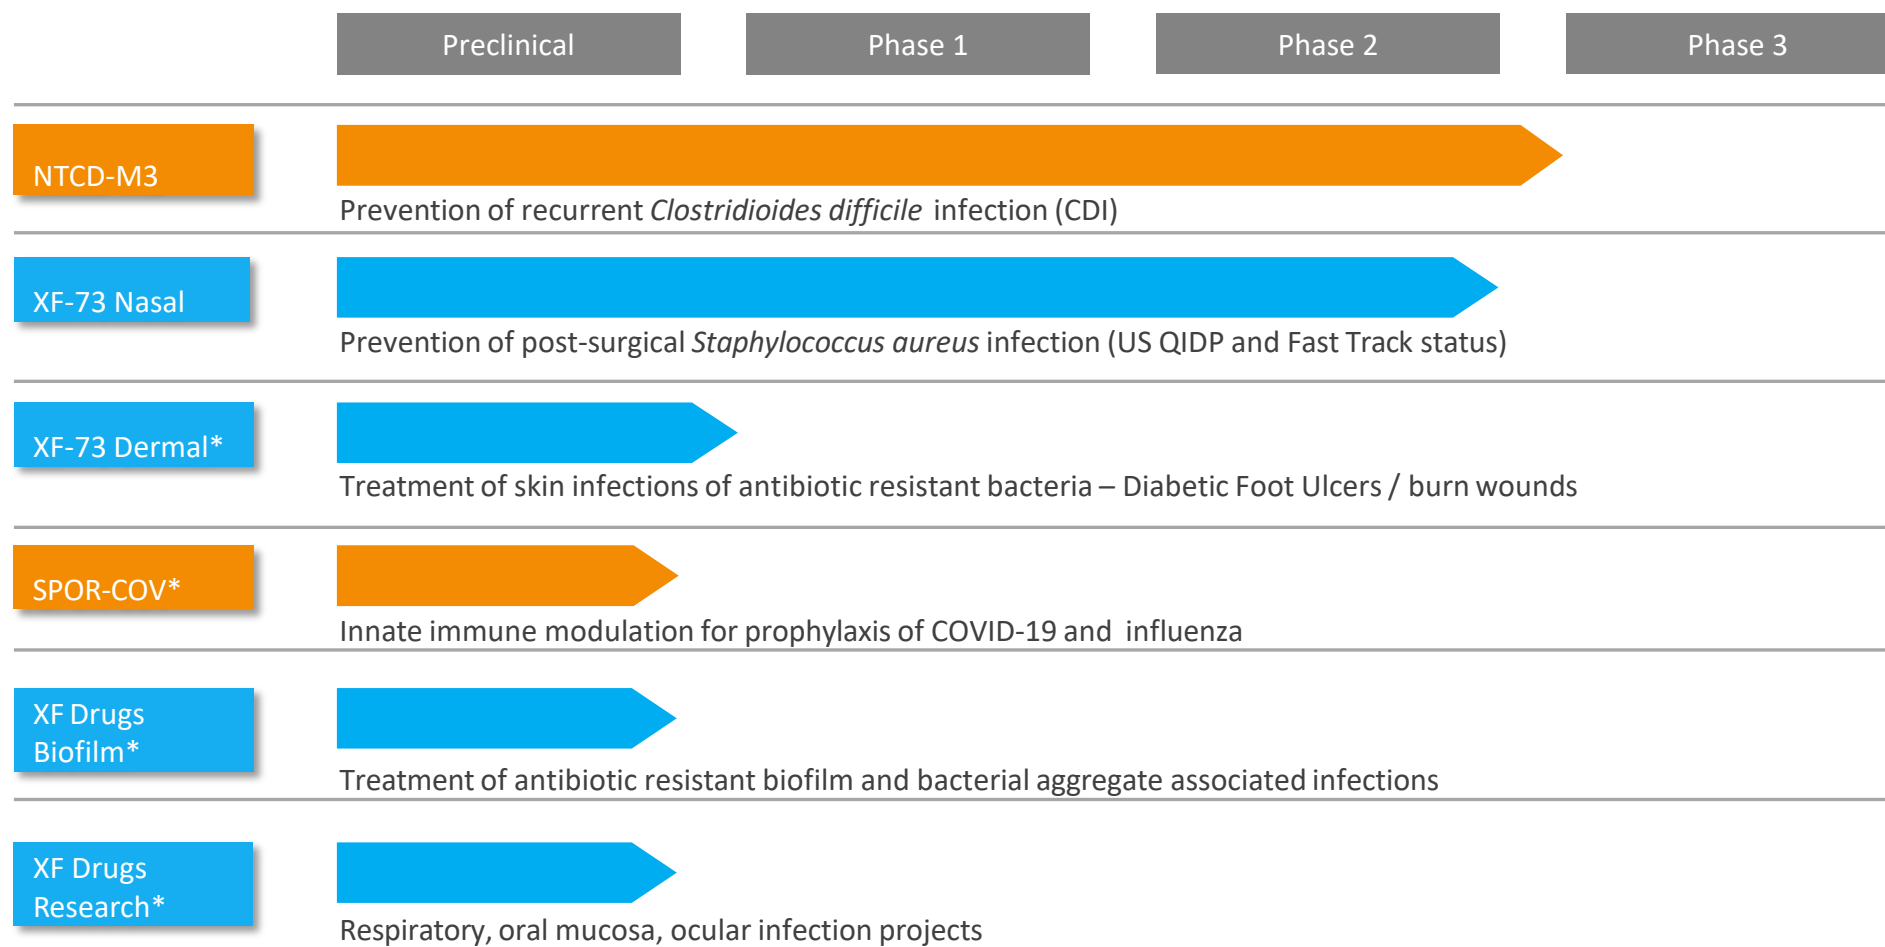 Preclinical Phase 1 Phase 2 Phase 3
NTCD-M3
Prevention of recurrent Clostridioides difficile infection (CDI)
XF-73 Nasal
Prevention of post-surgical Staphylococcus aureus infection (US QIDP and Fast Track status)
XF-73 Dermal*
Treatment of skin infections of antibiotic resistant bacteria – Diabetic Foot Ulcers / burn wounds
SPOR-COV*
Innate immune modulation for prophylaxis of COVID-19 and influenza
XF Drugs
Biofilm*
Treatment of antibiotic resistant biofilm and bacterial aggregate associated infections
XF Drugs
Research*
Respiratory, oral mucosa, ocular infection projects